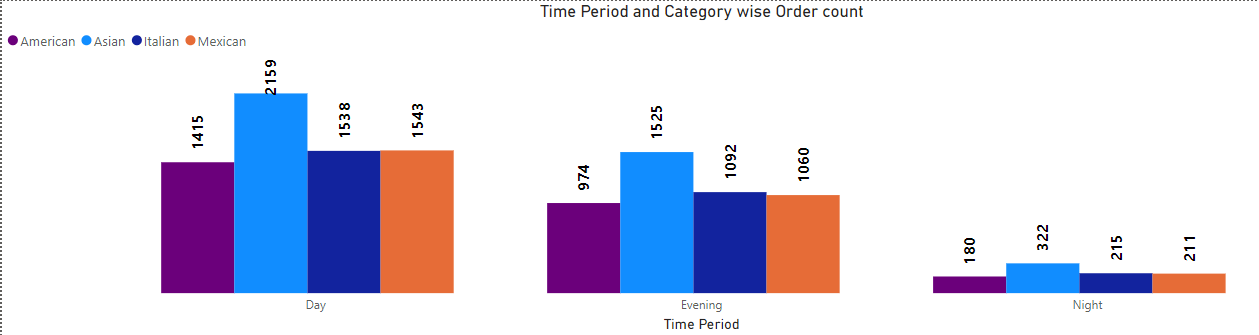 Time Period and Category wise Order count
American Asian Italian Mexican
1415 2159 1538 1543
974 1525 1092 1060
180 322 215 211
Day Evening Night
Time Period